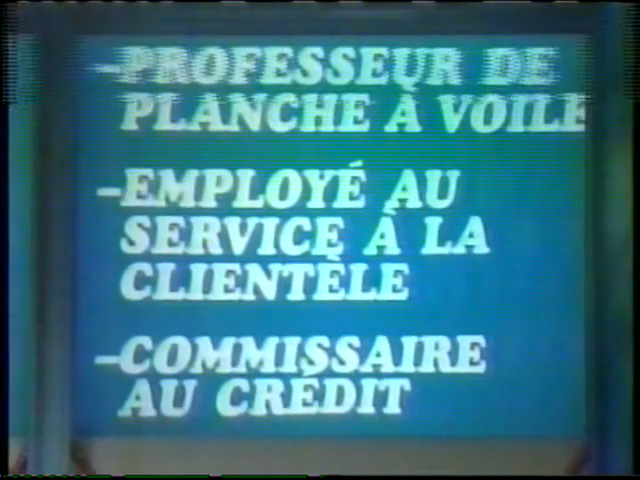 -PROFESSEUR DE
PLANCHE À VOILE
-EMPLOYÉ AU
SERVICE À LA
CLIENTÈLE
-COMMISSAIRE
AU CRÉDIT